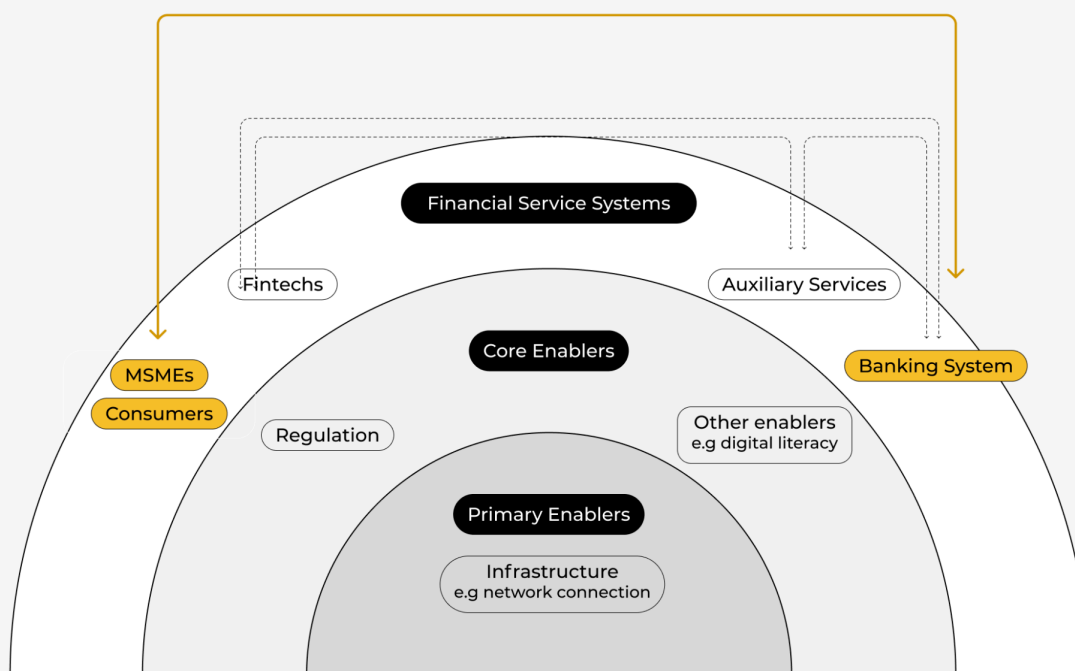 Financial Service Systems
Fintechs
Auxiliary Services
MSMEs
Consumers
Banking System
Core Enablers
Regulation
Other enablers
e.g digital literacy
Primary Enablers
Infrastructure
e.g network connection